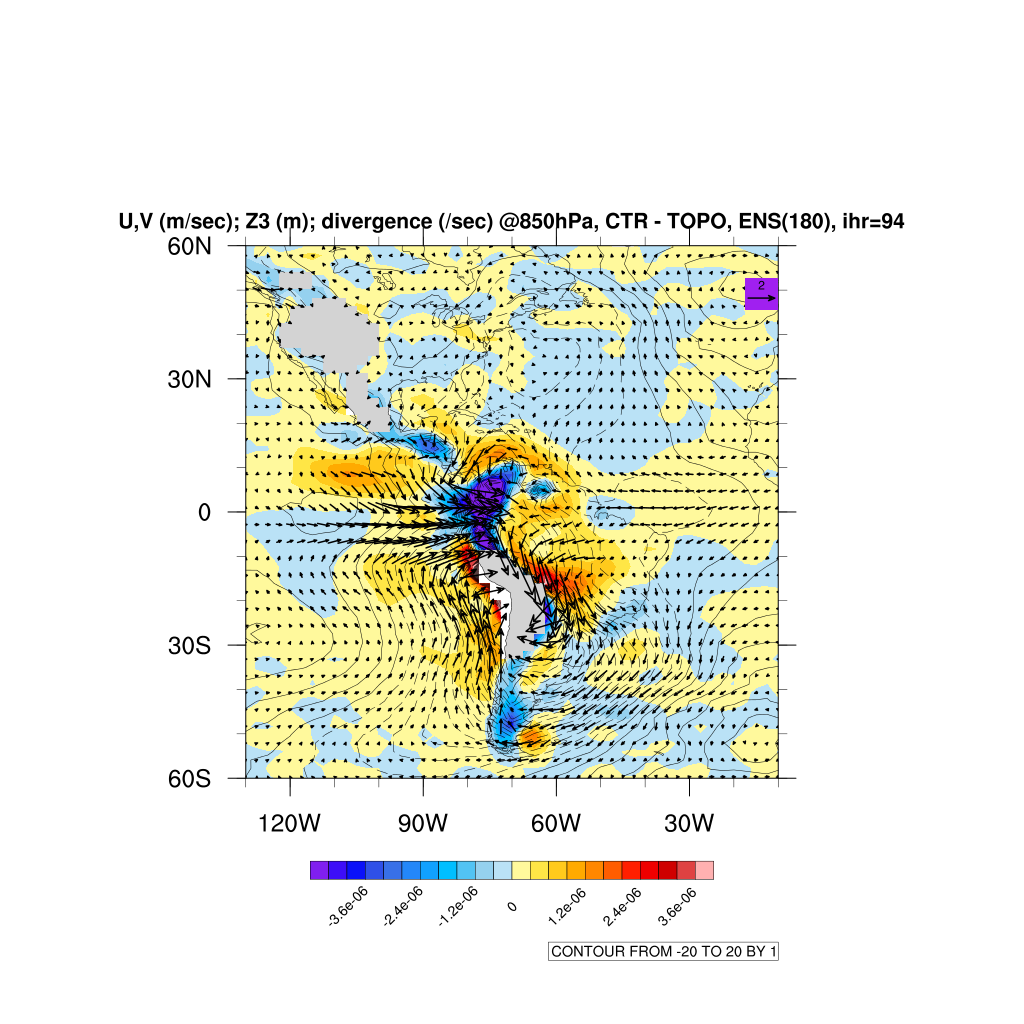 U,V (m/sec); Z3 (m); divergence (/sec) @850hPa, CTR - TOPO, ENS(180), ihr=94
60N
2
30N
0
30S
60S
120W 90W 60W 30W
-3.6e-06 -2.4e-06 -1.2e-06 0 1.2e-06 2.4e-06 3.6e-06
CONTOUR FROM -20 TO 20 BY 1